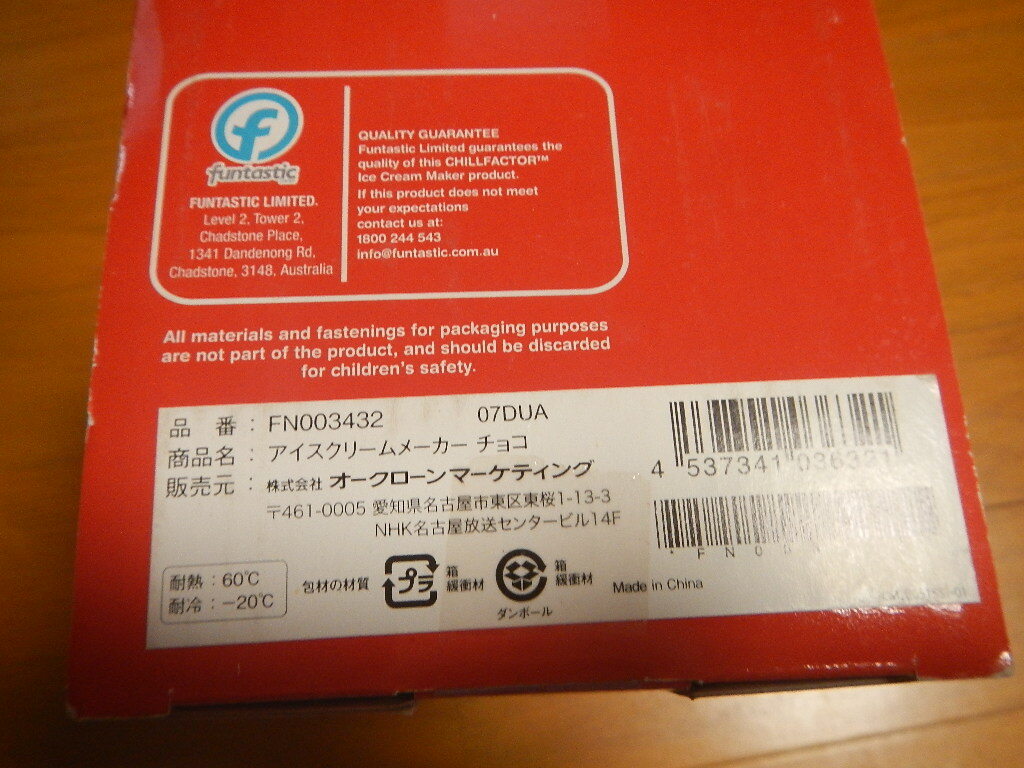 funtastic
FUNTASTIC LIMITED.
Level 2, Tower 2,
Chadstone Place,
1341 Dandenong Rd,
Chadstone, 3148, Australia
QUALITY GUARANTEE
Funtastic Limited guarantees the
quality of this CHILLFACTOR™
Ice Cream Maker product.
If this product does not meet
your expectations
contact us at:
1800 244 543
info@funtastic.com.au
All materials and fastenings for packaging purposes
are not part of the product, and should be discarded
for children's safety.
品 番 : FN003432 07DUA
商品名 : アイスクリームメーカー チョコ
販売元 : 株式会社 オークローンマーケティング
〒461-0005 愛知県名古屋市東区東桜1-13-3
NHK名古屋放送センタービル14F
4 537341
耐熱 : 60℃
耐冷 : −20℃
包材の材質
プラ
箱
緩衝材
ダンボール
箱
緩衝材
Made in China